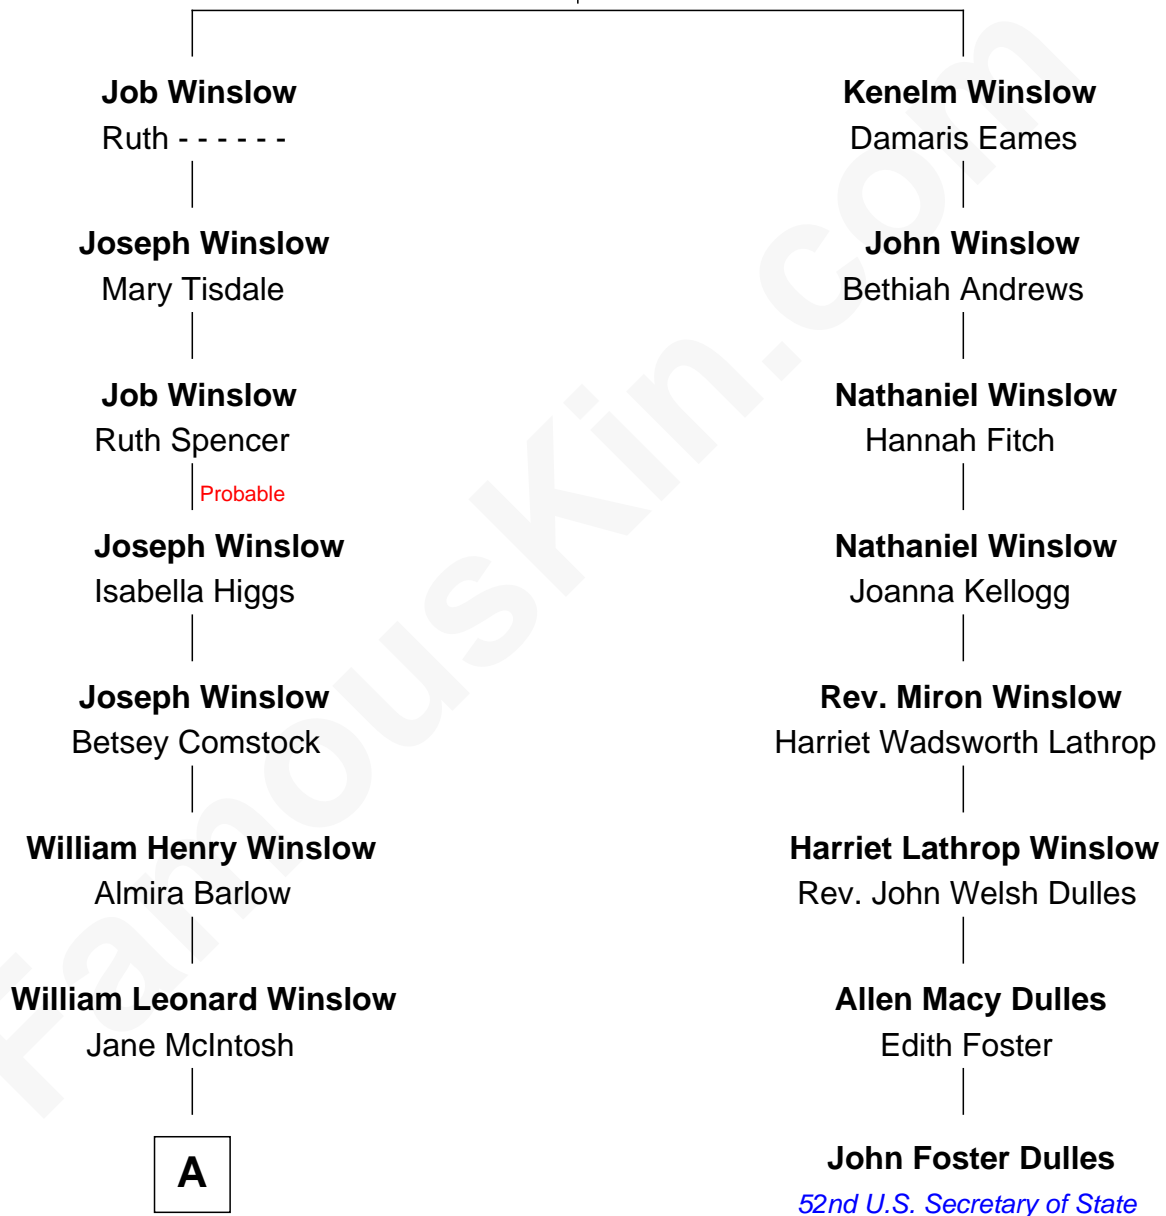 Job Winslow
Ruth - - - - - -
Joseph Winslow
Mary Tisdale
Job Winslow
Ruth Spencer
Probable
Joseph Winslow
Isabella Higgs
Joseph Winslow
Betsey Comstock
William Henry Winslow
Almira Barlow
William Leonard Winslow
Jane McIntosh
A
Kenelm Winslow
Damaris Eames
John Winslow
Bethiah Andrews
Nathaniel Winslow
Hannah Fitch
Nathaniel Winslow
Joanna Kellogg
Rev. Miron Winslow
Harriet Wadsworth Lathrop
Harriet Lathrop Winslow
Rev. John Welsh Dulles
Allen Macy Dulles
Edith Foster
John Foster Dulles
52nd U.S. Secretary of State
FamousKin.com